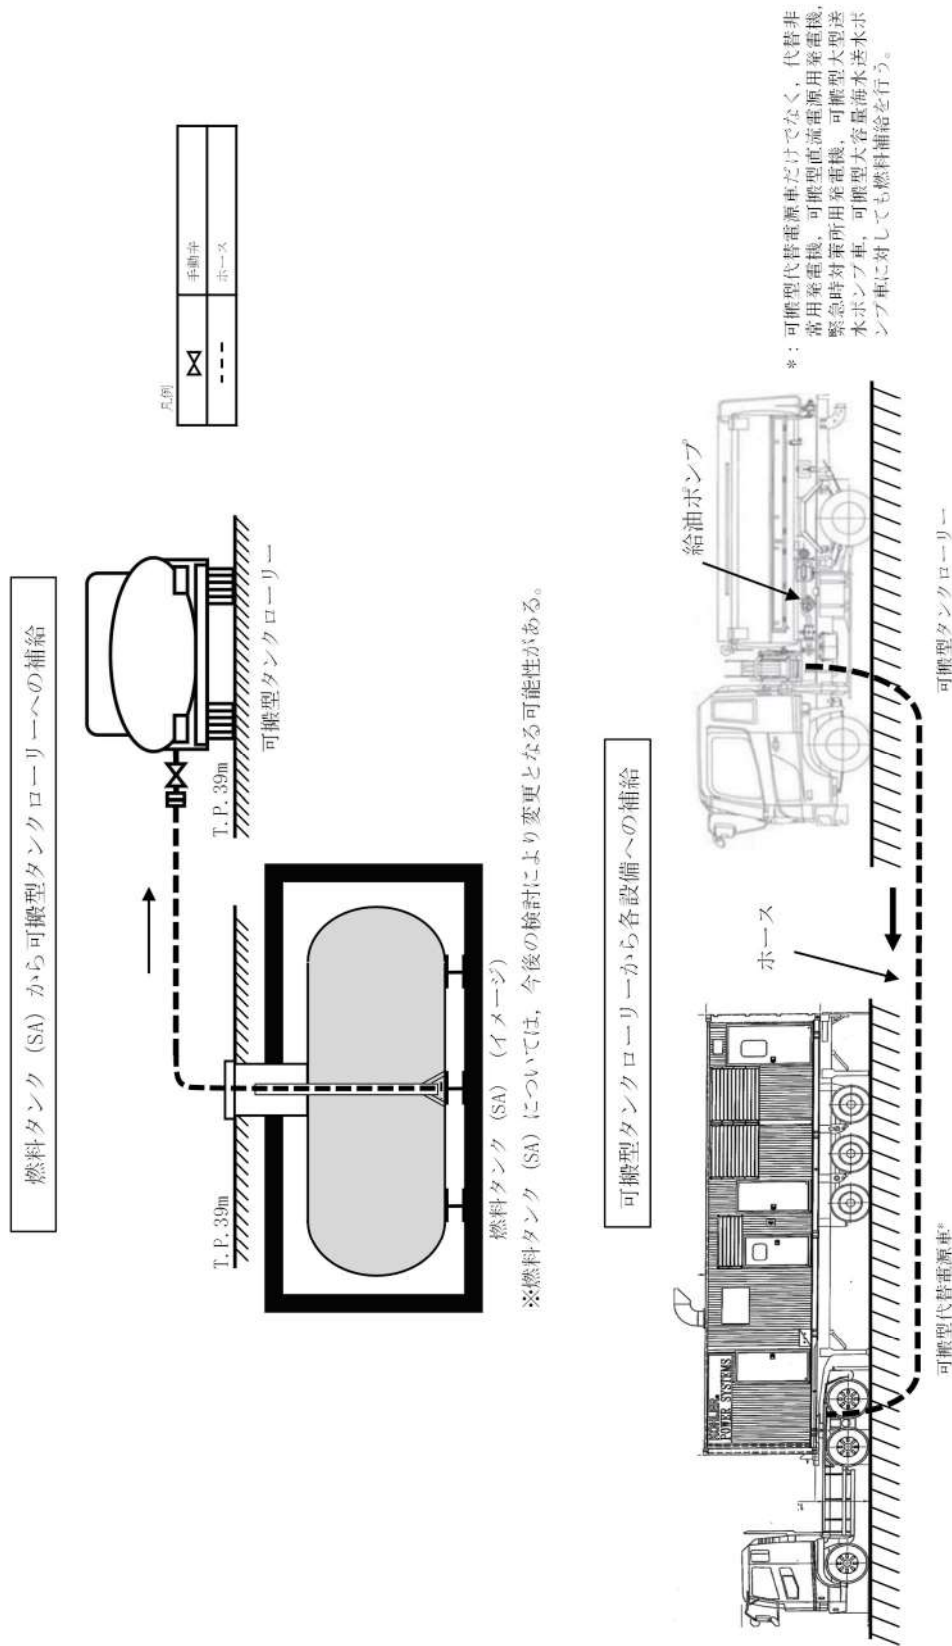 燃料タンク（SA）から可搬型タンクローリーへの補給
凡例
手動弁
ホース
T.P.39m
T.P.39m
可搬型タンクローリー
燃料タンク（SA）（イメージ）
※燃料タンク（SA）については，今後の検討により変更となる可能性がある。
可搬型タンクローリーから各設備への補給
給油ポンプ
ホース
POWER SYSTEMS
可搬型代替電源車*
可搬型タンクローリー
*：可搬型代替電源車だけでなく，代替非
常用発電機，可搬型直流電源用発電機，
緊急時対策所用発電機，可搬型大型送
水ポンプ車，可搬型大容量海水送水ポ
ンプ車に対しても燃料補給を行う。